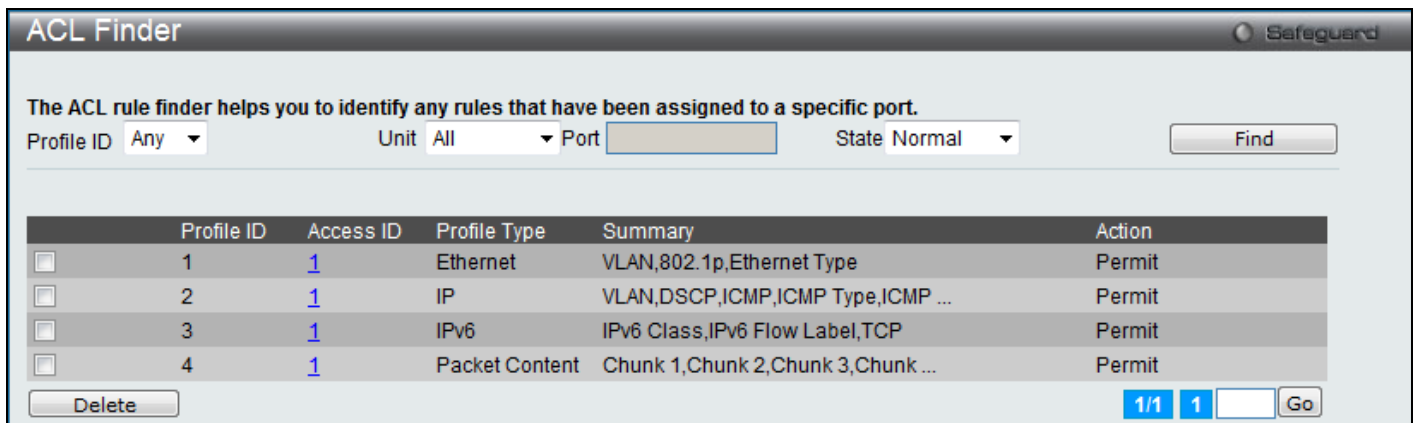 ACL Finder
Safeguard
The ACL rule finder helps you to identify any rules that have been assigned to a specific port.
Profile ID Any Unit All Port State Normal Find
Profile ID Access ID Profile Type Summary Action
1 1 Ethernet VLAN,802.1p,Ethernet Type Permit
2 1 IP VLAN,DSCP,ICMP,ICMP Type,ICMP ... Permit
3 1 IPv6 IPv6 Class,IPv6 Flow Label,TCP Permit
4 1 Packet Content Chunk 1,Chunk 2,Chunk 3,Chunk ... Permit
Delete 1/1 1 Go